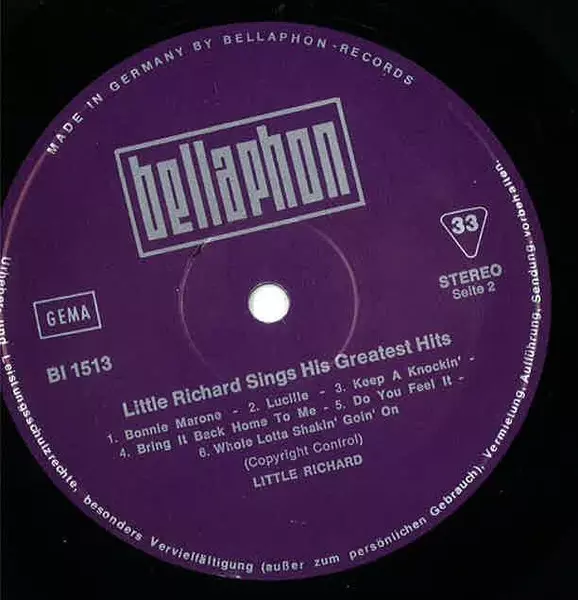 MADE IN GERMANY BY BELLAPHON-RECORDS
bellaphon
33
STEREO
Seite 2
GEMA
BI 1513
Little Richard Sings His Greatest Hits
1. Bonnie Marone - 2. Lucille - 3. Keep A Knockin' -
4. Bring It Back Home To Me - 5. Do You Feel It -
6. Whole Lotta Shakin' Goin' On
(Copyright Control)
LITTLE RICHARD
und Leistungsschutzrechte, besonders Vervielfältigung (außer zum persönlichen Gebrauch), Vermietung, Aufführung, Sendung, vorbehalten.